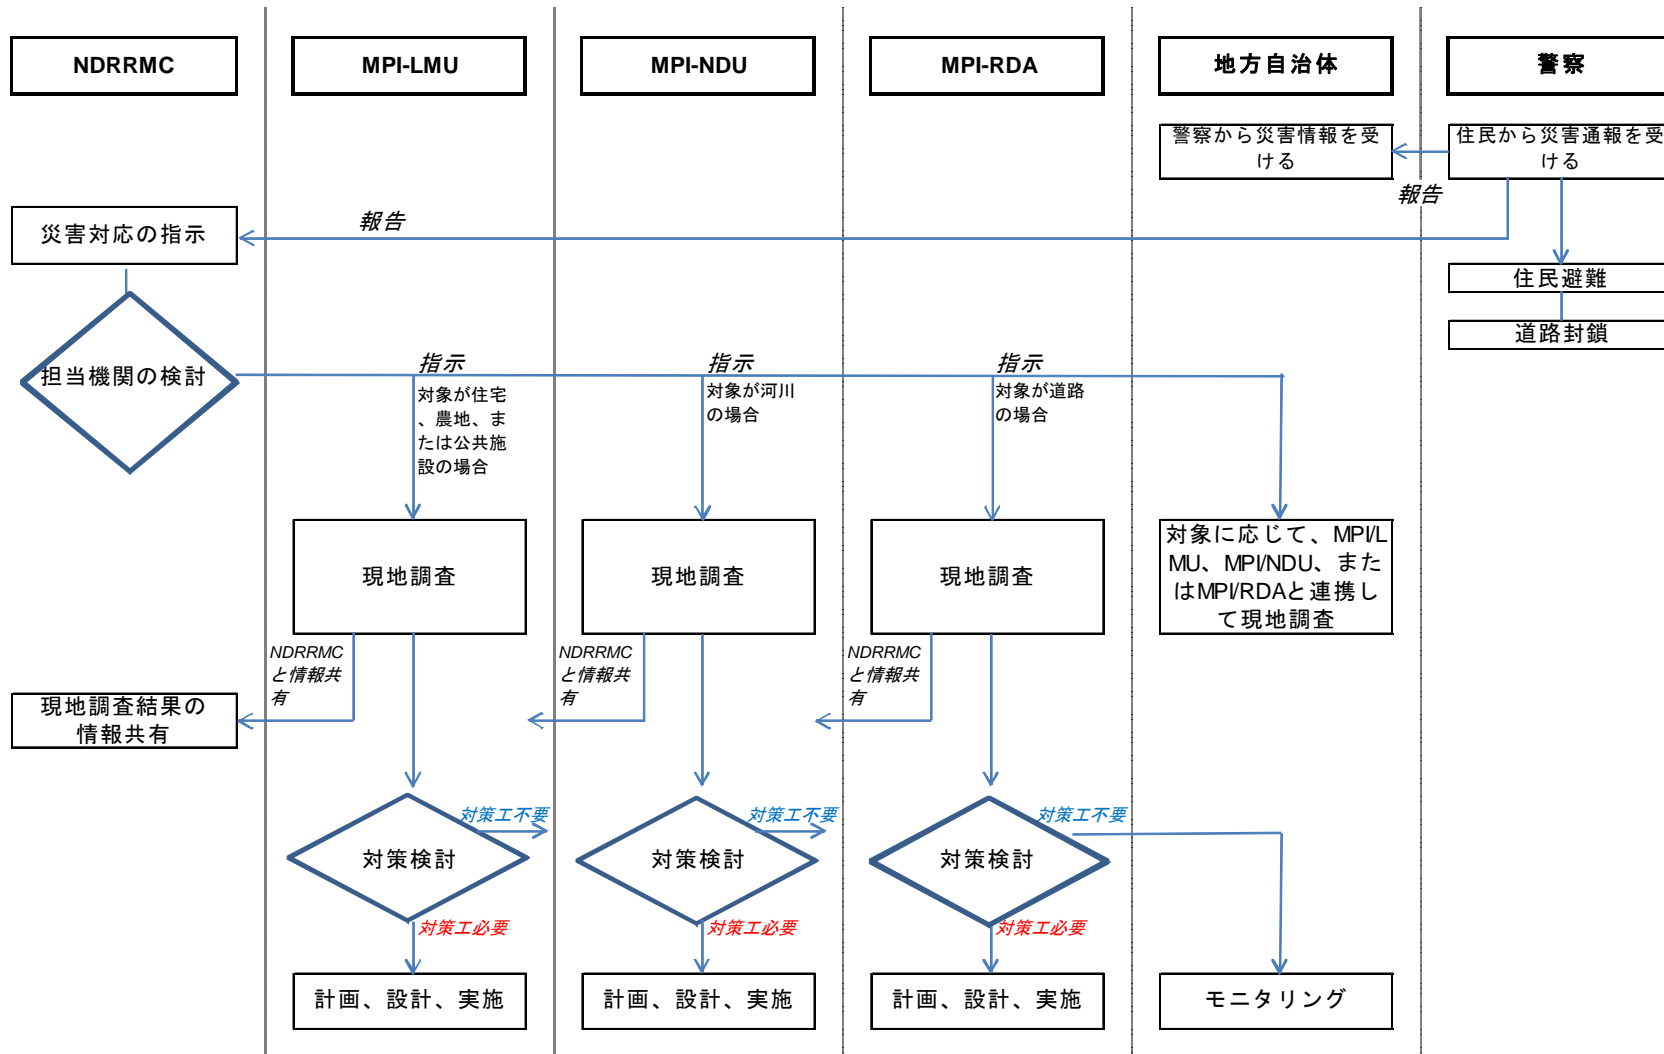 NDRRMC
MPI-LMU
MPI-NDU
MPI-RDA
地方自治体
警察
警察から災害情報を受
ける
住民から災害通報を受
ける
報告
災害対応の指示
報告
住民避難
道路封鎖
担当機関の検討
指示
対象が住宅
、農地、ま
たは公共施
設の場合
指示
対象が河川
の場合
指示
対象が道路
の場合
現地調査
現地調査
現地調査
対象に応じて、MPI/L
MU、MPI/NDU、また
はMPI/RDAと連携し
て現地調査
NDRRMC
と情報共
有
NDRRMC
と情報共
有
NDRRMC
と情報共
有
現地調査結果の
情報共有
対策工不要
対策工不要
対策工不要
対策検討
対策検討
対策検討
対策工必要
対策工必要
対策工必要
計画、設計、実施
計画、設計、実施
計画、設計、実施
モニタリング